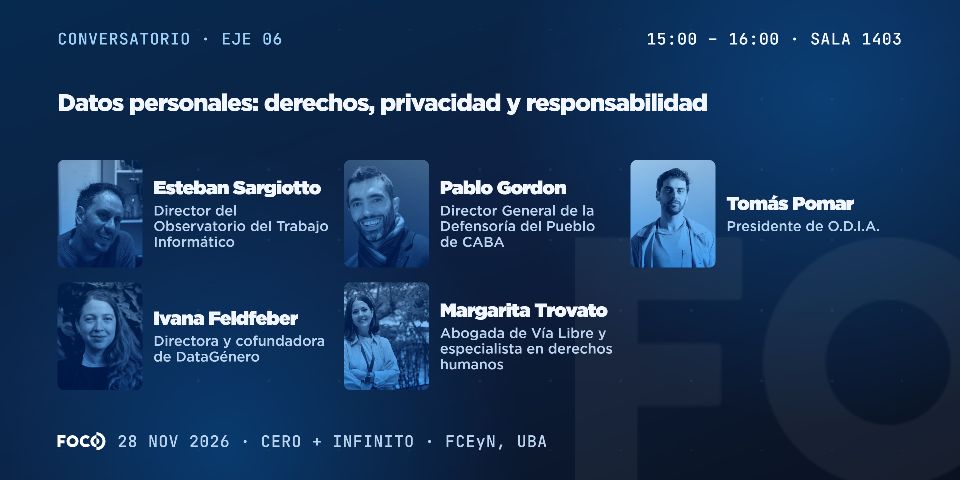 CONVERSATORIO · EJE 06
15:00 – 16:00 · SALA 1403
Datos personales: derechos, privacidad y responsabilidad
Esteban Sargiotto
Director del
Observatorio del Trabajo
Informático
Pablo Gordon
Director General de la
Defensoría del Pueblo
de CABA
Tomás Pomar
Presidente de O.D.I.A.
Ivana Feldfeber
Directora y cofundadora
de DataGénero
Margarita Trovato
Abogada de Vía Libre y
especialista en derechos
humanos
FOCO 28 NOV 2026 · CERO + INFINITO · FCEyN, UBA
FO